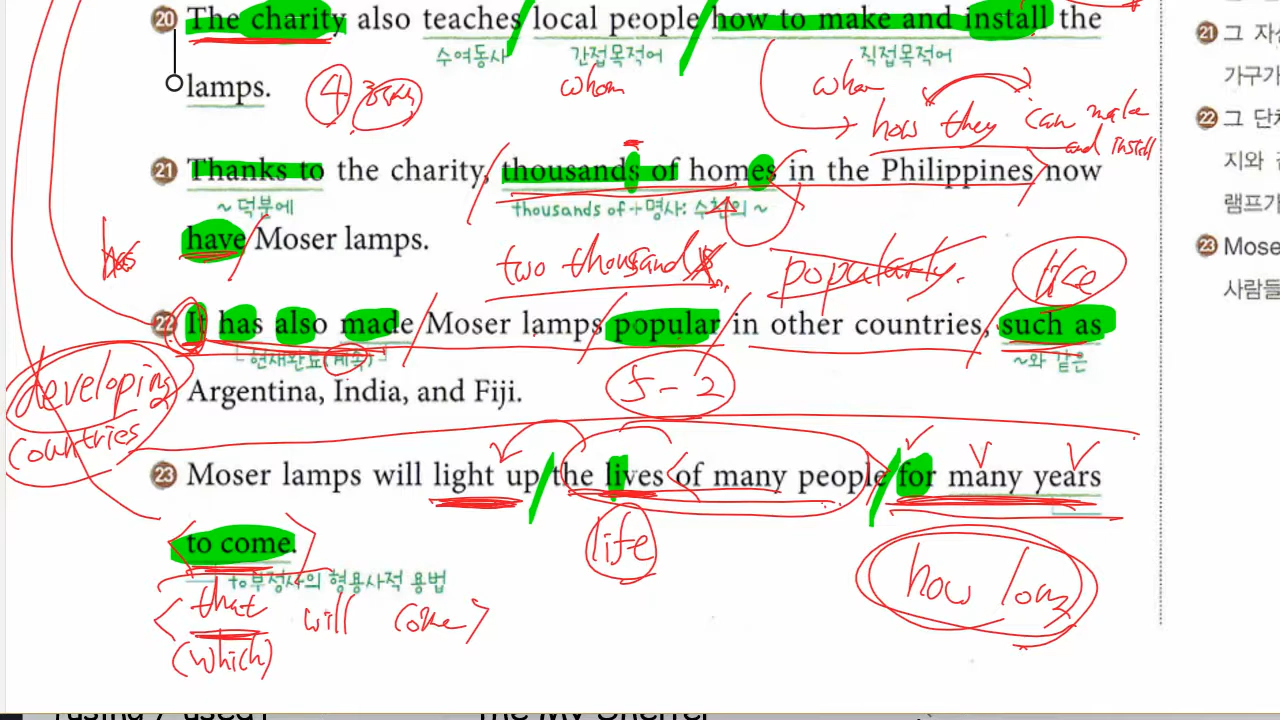 20 The charity also teaches local people how to make and install the
수여동사 간접목적어 직접목적어
whom
lamps. 4
how they can make and install
21 Thanks to the charity, thousands of homes in the Philippines now
~ 덕분에 thousands of+명사: 수천의 ~
has have Moser lamps.
two thousand popularly. like
22 It has also made Moser lamps popular in other countries, such as
현재완료(계속) ~와 같은
developing countries
Argentina, India, and Fiji. 5-2
23 Moser lamps will light up the lives of many people for many years
to come. life how long
to부정사의 형용사적 용법
that will come
(which)
21 그 자
가구가
22 그 단체
지와
램프가
23 Mose
사람들